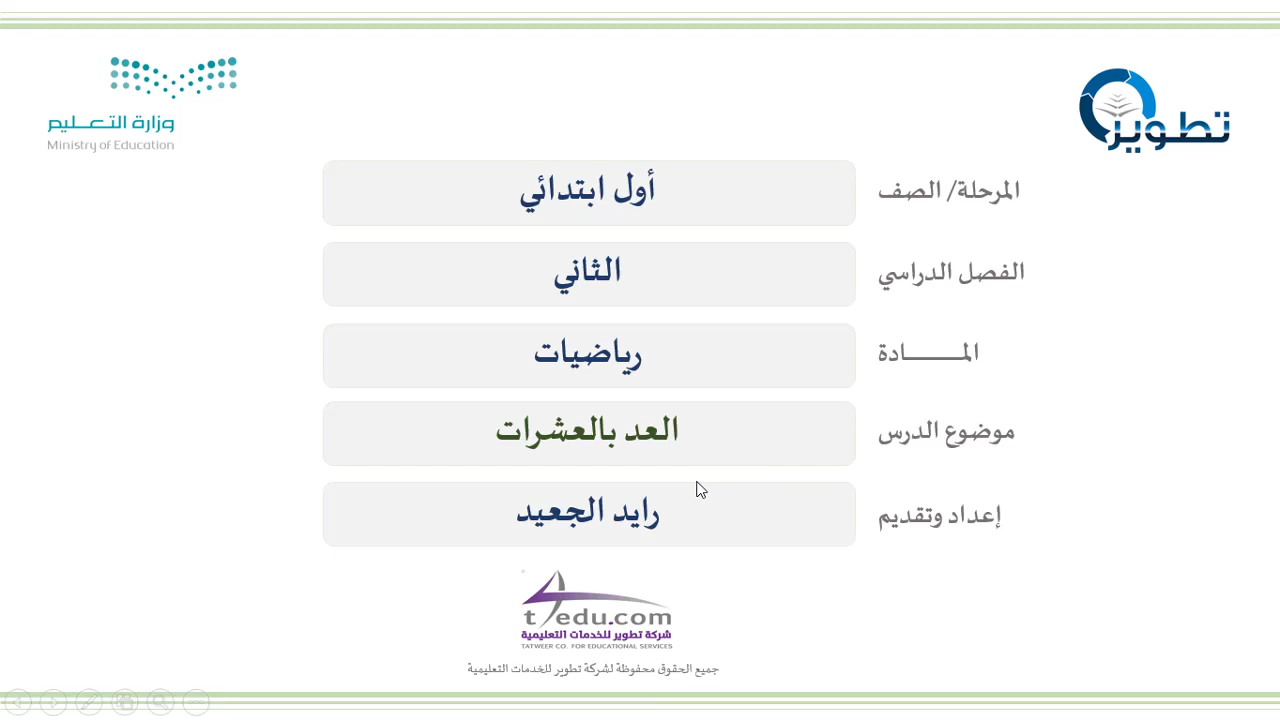 تطوير
وزارة التعليم
Ministry of Education
المرحلة/ الصف
أول ابتدائي
الفصل الدراسي
الثاني
المـــــــادة
رياضيات
موضوع الدرس
العد بالعشرات
إعداد وتقديم
رايد الجعيد
t4edu.com
شركة تطوير للخدمات التعليمية
TATWEER CO. FOR EDUCATIONAL SERVICES
جميع الحقوق محفوظة لشركة تطوير للخدمات التعليمية